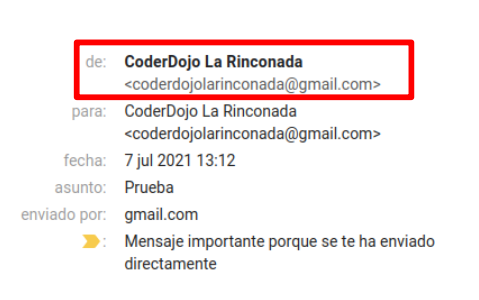 de: CoderDojo La Rinconada
<coderdojolarinconada@gmail.com>
para: CoderDojo La Rinconada
<coderdojolarinconada@gmail.com>
fecha: 7 jul 2021 13:12
asunto: Prueba
enviado por: gmail.com
: Mensaje importante porque se te ha enviado
directamente